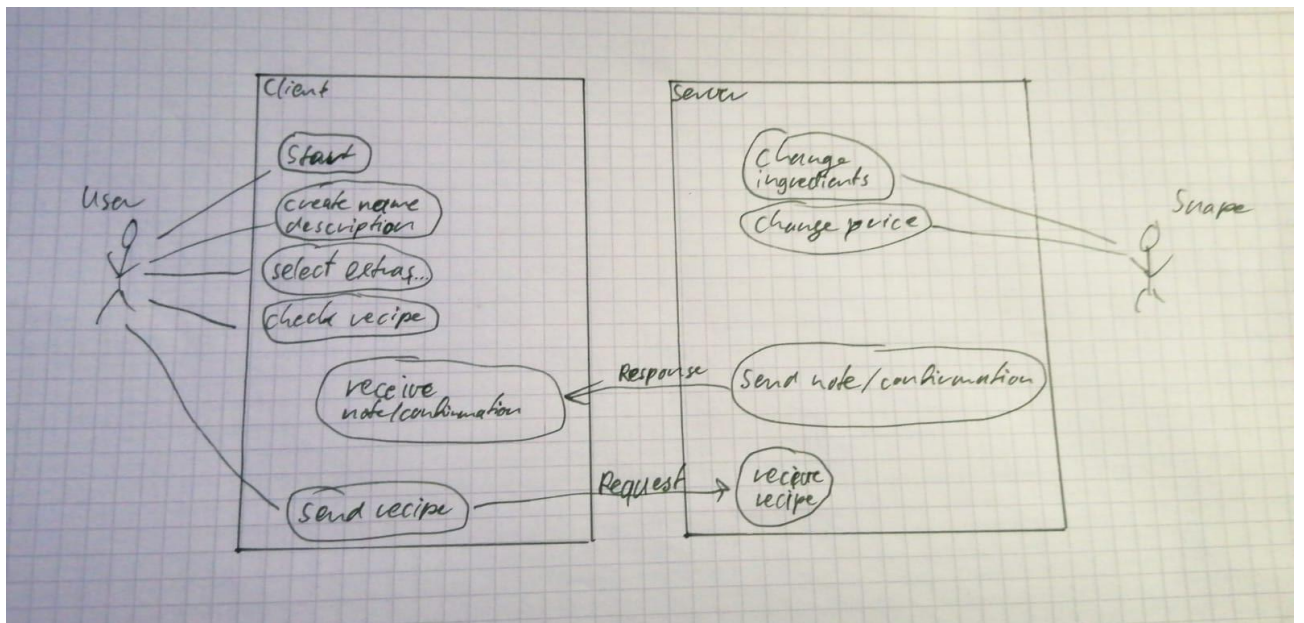 Client
Start
User
create name
description
select extras...
check recipe
receive
note/confirmation
send recipe
Response
Request
Server
change
ingredients
change price
Snape
Send note/confirmation
recieve
recipe